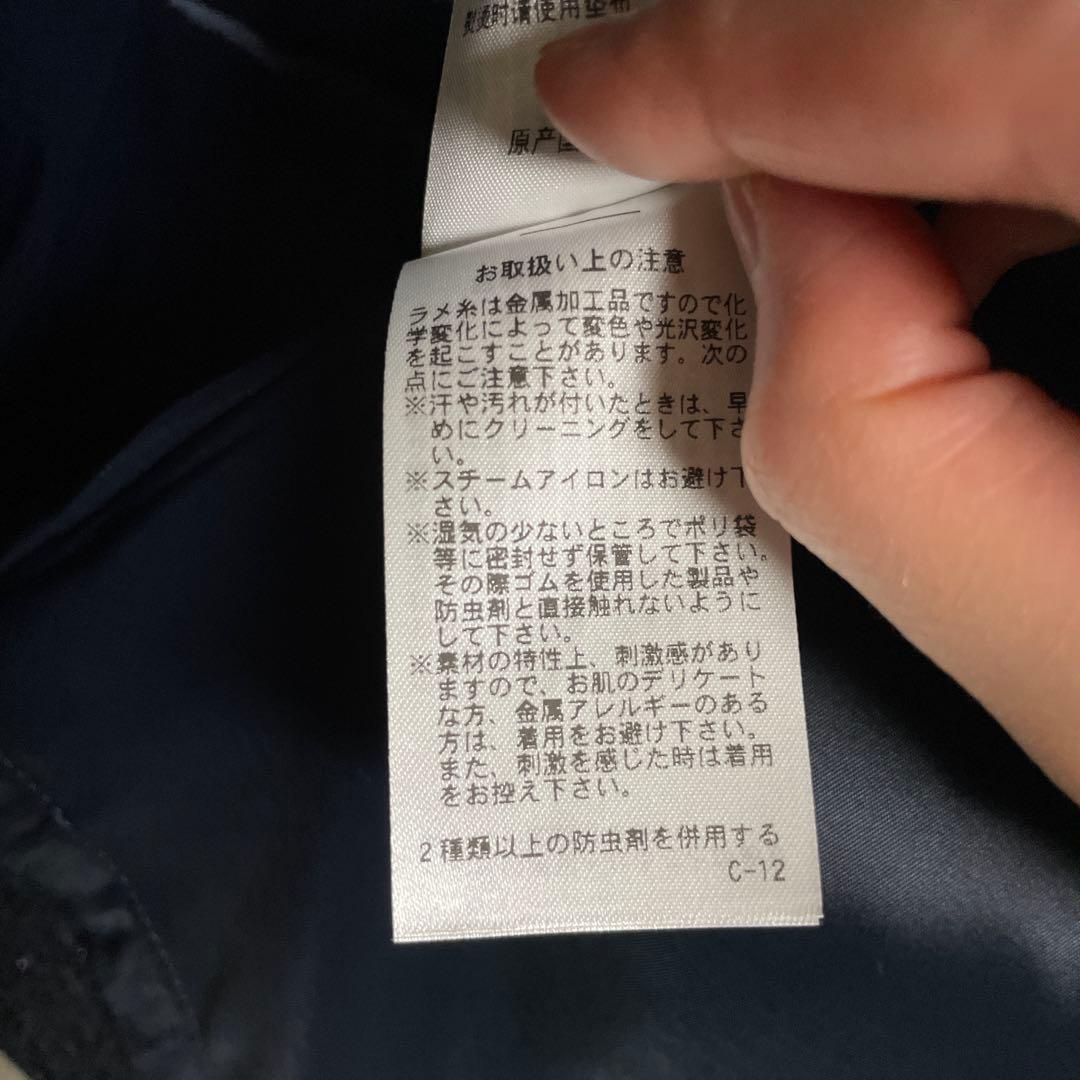 时请使用垫布
原产国
お取扱い上の注意
ラメ糸は金属加工品ですので化
学変化によって変色や光沢変化
を起こすことがあります。次の
点にご注意下さい。
※汗や汚れが付いたときは、早
めにクリーニングをして下さ
い。
※スチームアイロンはお避け下
さい。
※湿気の少ないところでポリ袋
等に密封せず保管して下さい。
その際ゴムを使用した製品や
防虫剤と直接触れないように
して下さい。
※素材の特性上、刺激感があり
ますので、お肌のデリケート
な方、金属アレルギーのある
方は、着用をお避け下さい。
また、刺激を感じた時は着用
をお控え下さい。
2種類以上の防虫剤を併用する
C-12